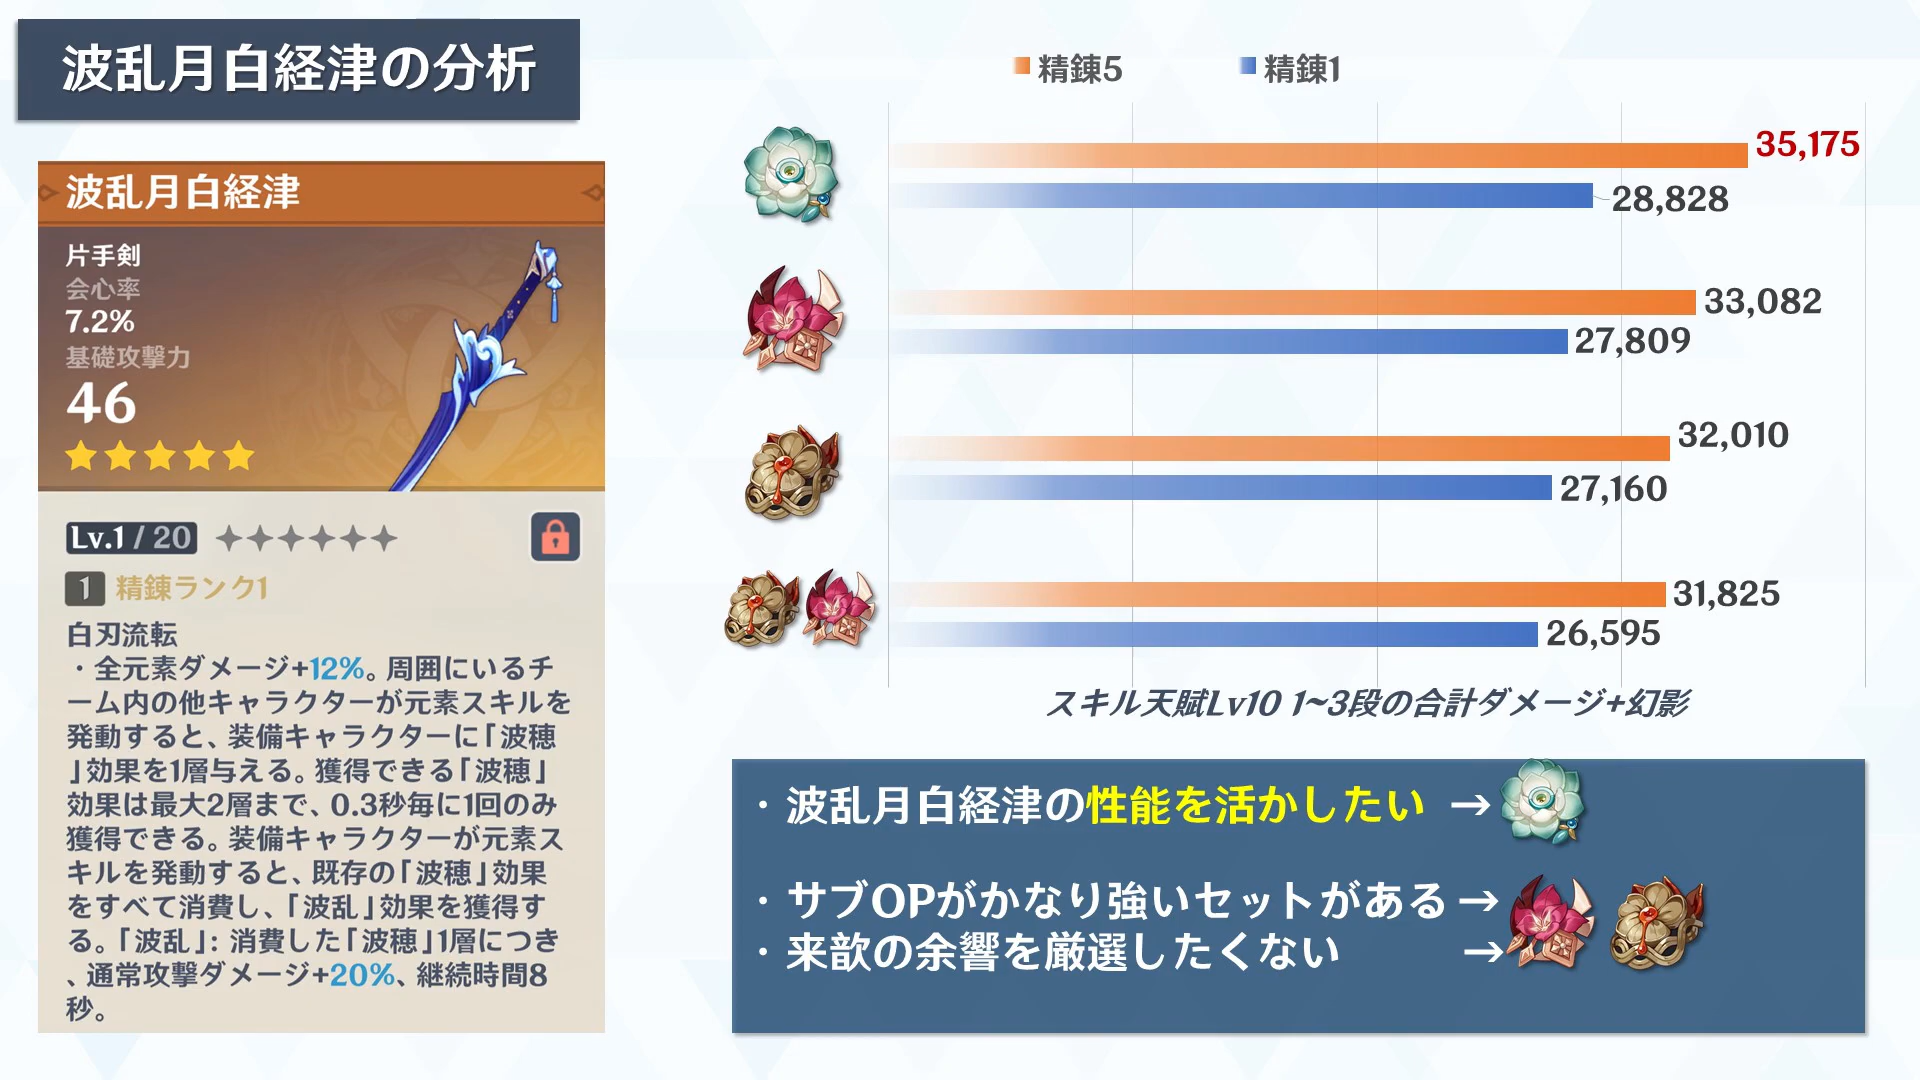 波乱月白経津の分析
波乱月白経津
片手剣
会心率
7.2%
基礎攻撃力
46
Lv.1 / 20
1 精錬ランク1
白刃流転
・全元素ダメージ+12%。周囲にいるチ
ーム内の他キャラクターが元素スキルを
発動すると、装備キャラクターに「波穂
」効果を1層与える。獲得できる「波穂」
効果は最大2層まで、0.3秒毎に1回のみ
獲得できる。装備キャラクターが元素ス
キルを発動すると、既存の「波穂」効果
をすべて消費し、「波乱」効果を獲得す
る。「波乱」: 消費した「波穂」1層につき
、通常攻撃ダメージ+20%、継続時間8
秒。
精錬5 精錬1
35,175
28,828
33,082
27,809
32,010
27,160
31,825
26,595
スキル天賦Lv10 1~3段の合計ダメージ+幻影
・波乱月白経津の性能を活かしたい →
・サブOPがかなり強いセットがある →
・来歆の余響を厳選したくない →